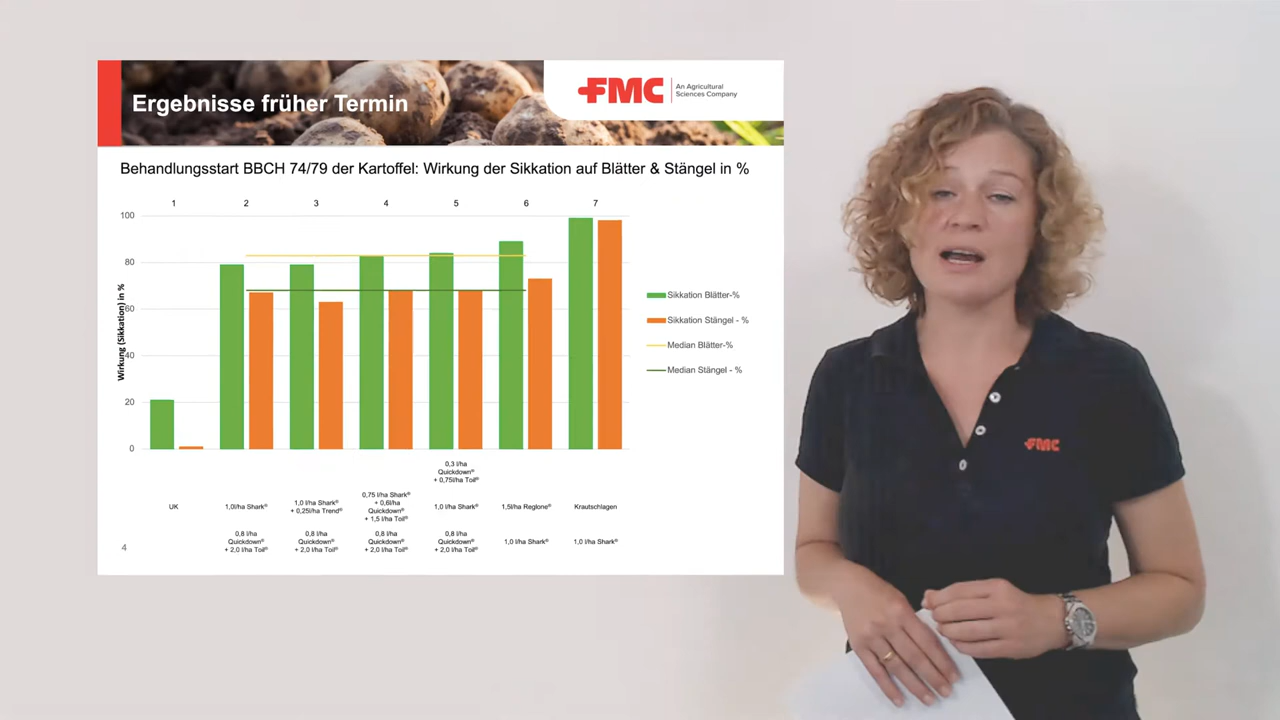 Ergebnisse früher Termin
FMC
An Agricultural
Sciences Company
Behandlungsstart BBCH 74/79 der Kartoffel: Wirkung der Sikkation auf Blätter & Stängel in %
1 2 3 4 5 6 7
Wirkung (Sikkation) in %
100
80
60
40
20
0
Sikkation Blätter-%
Sikkation Stängel - %
Median Blätter-%
Median Stängel - %
UK
1,0l/ha Shark®
0,8 l/ha
Quickdown®
+ 2,0 l/ha Toil®
1,0 l/ha Shark®
+ 0,25l/ha Trend®
0,8 l/ha
Quickdown®
+ 2,0 l/ha Toil®
0,75 l/ha Shark®
+ 0,6l/ha
Quickdown®
+ 1,5 l/ha Toil®
0,8 l/ha
Quickdown®
+ 2,0 l/ha Toil®
0,3 l/ha
Quickdown®
+ 0,75l/ha Toil®
1,0 l/ha Shark®
0,8 l/ha
Quickdown®
+ 2,0 l/ha Toil®
1,5l/ha Reglone®
1,0 l/ha Shark®
Krautschlagen
1,0 l/ha Shark®
4
FMC